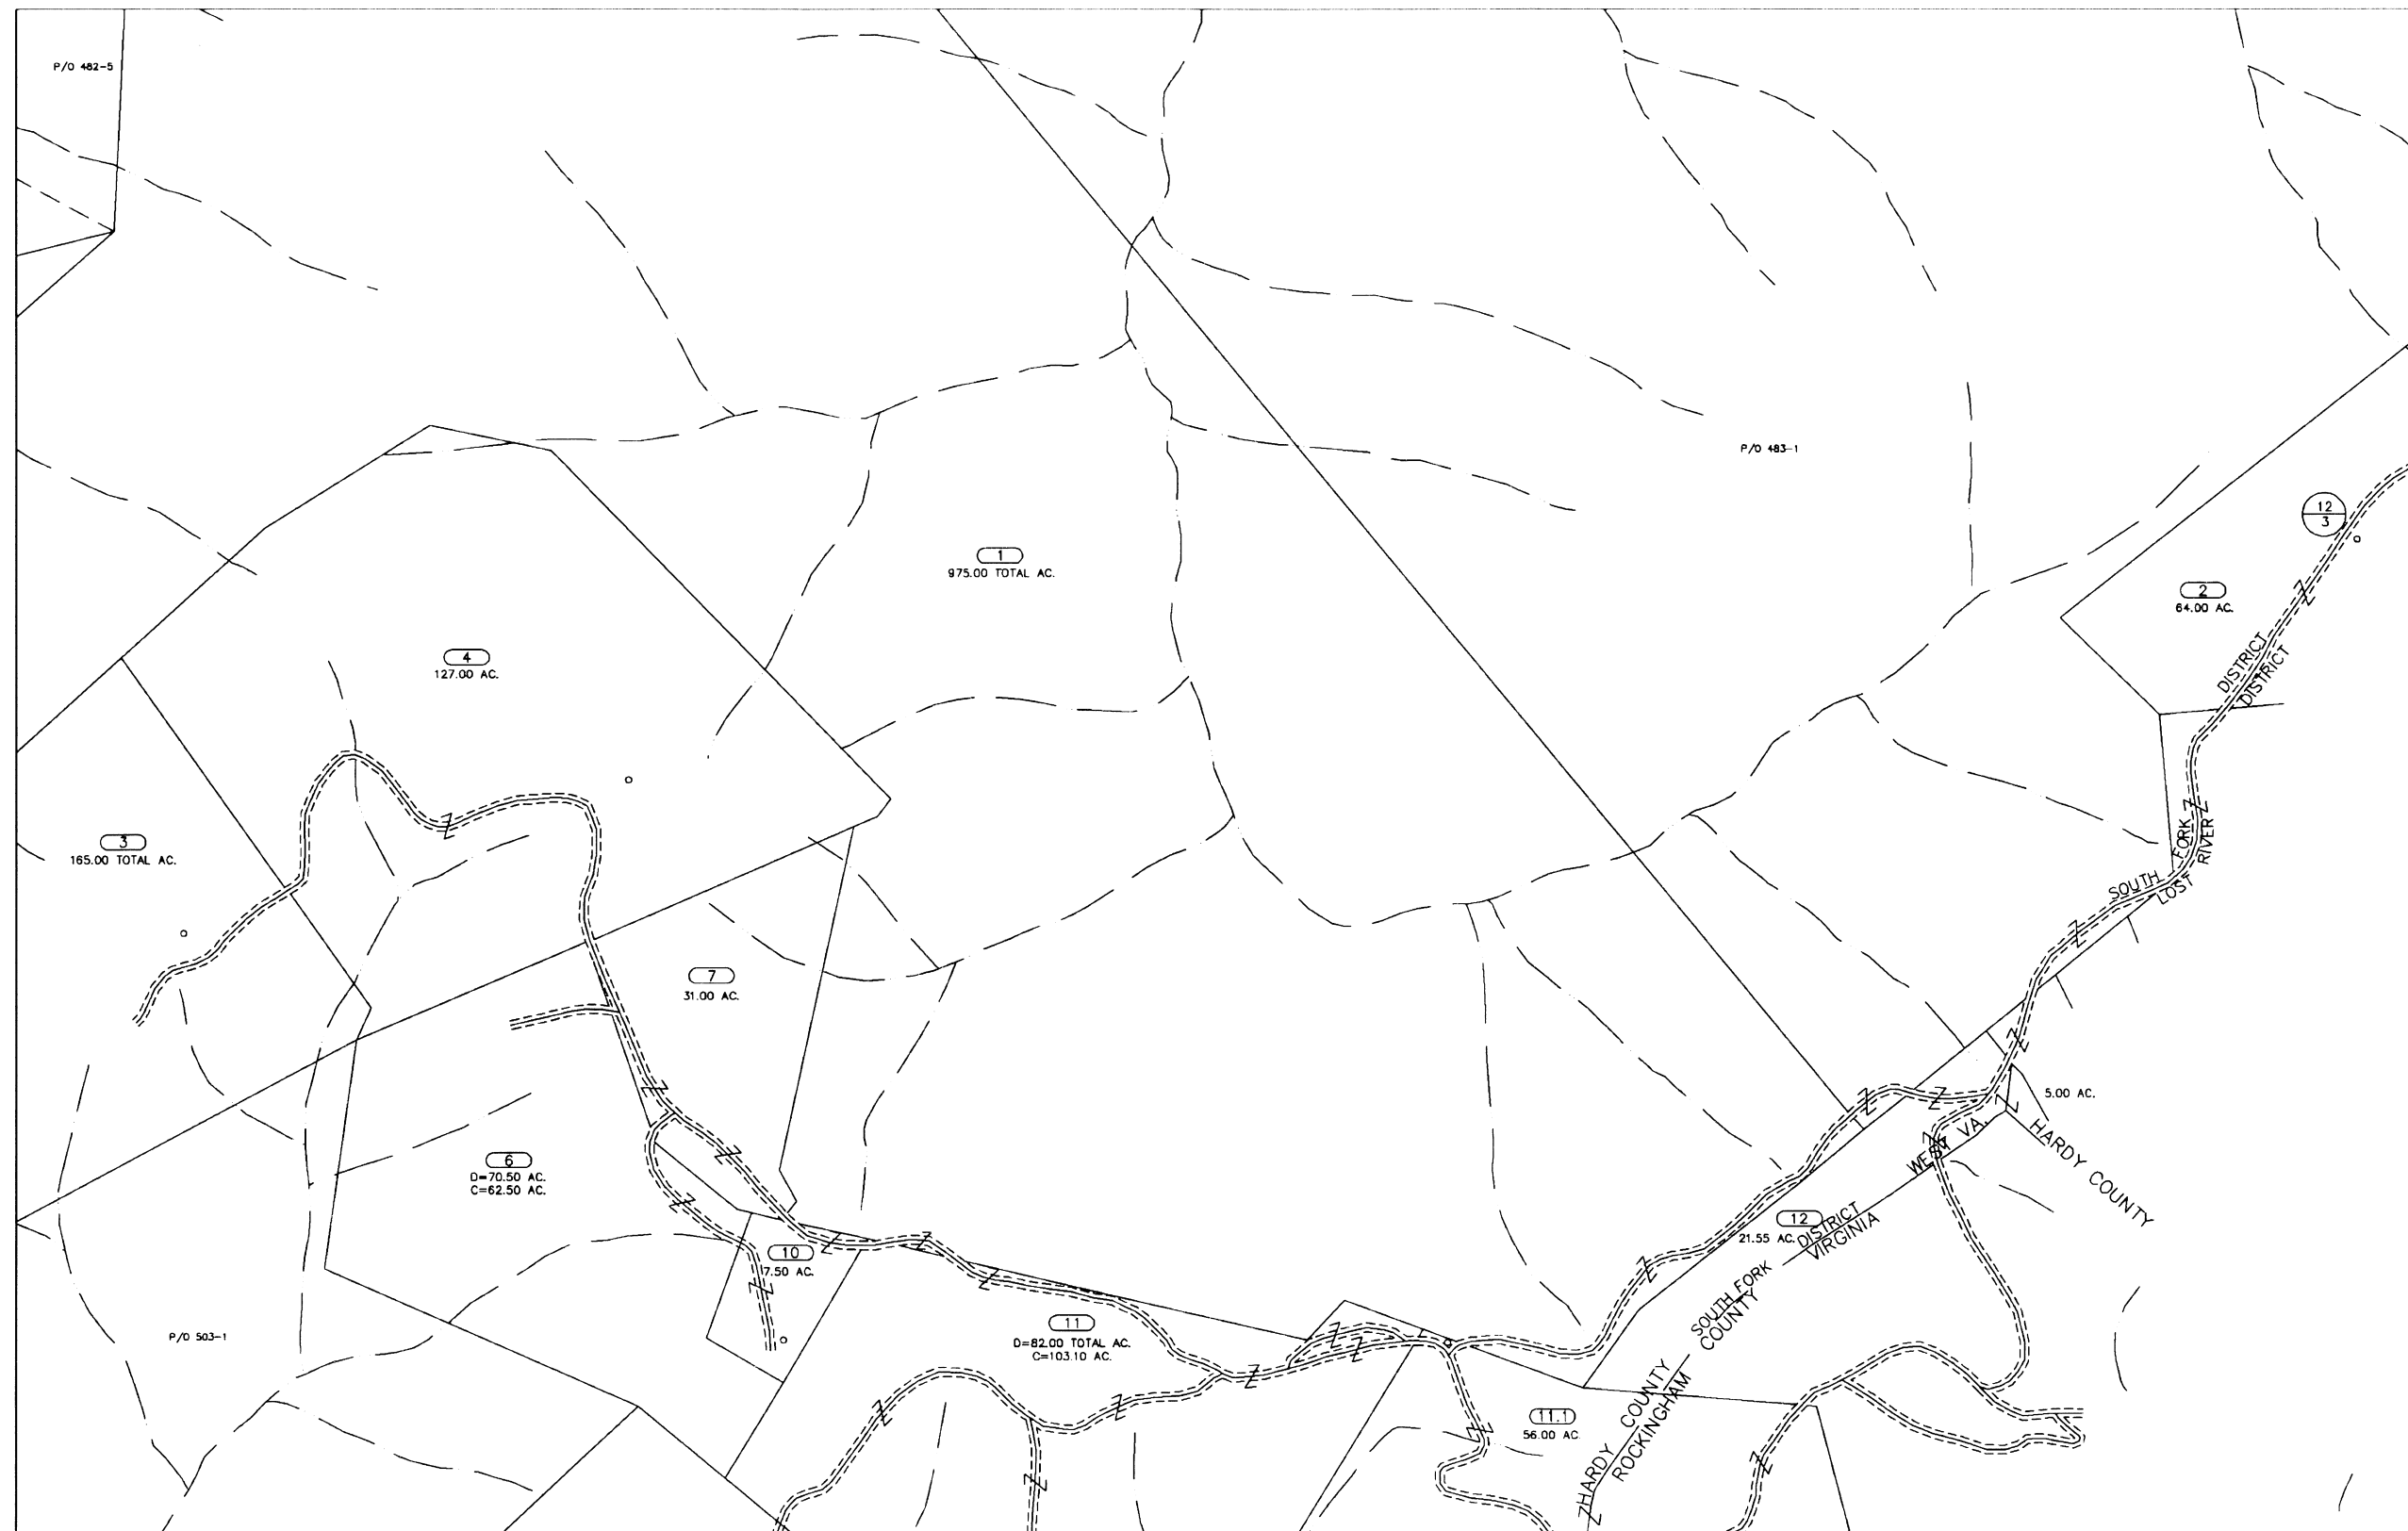 P/O 482-5
P/O 483-1
12
3
1
975.00 TOTAL AC.
2
64.00 AC.
4
127.00 AC.
DISTRICT
DISTRICT
3
165.00 TOTAL AC.
SOUTH FORK
LOST RIVER
7
31.00 AC.
5.00 AC.
WEST VA.
HARDY COUNTY
6
D=70.50 AC.
C=62.50 AC.
12
21.55 AC.
10
7.50 AC.
SOUTH FORK DISTRICT
VIRGINIA
P/O 503-1
11
D=82.00 TOTAL AC.
C=103.10 AC.
HARDY COUNTY
ROCKINGHAM COUNTY
11.1
56.00 AC.